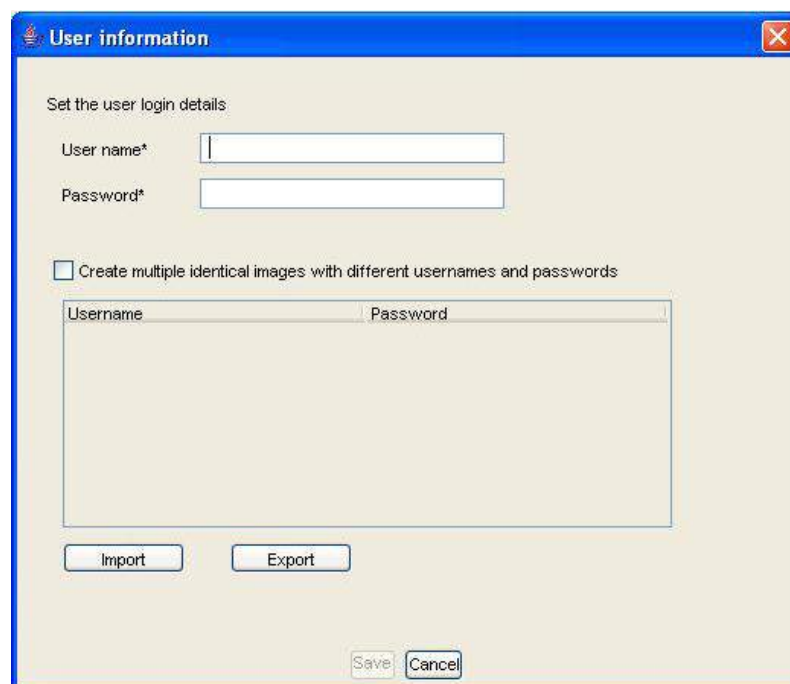 User information
Set the user login details
User name*
Password*
Create multiple identical images with different usernames and passwords
Username Password
Import Export
Save Cancel